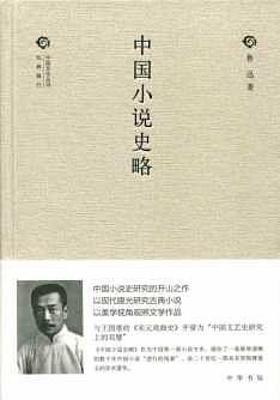 中国文化丛书
经典随行
鲁迅 著
中国小说史略
中国小说史研究的开山之作
以现代眼光研究古典小说
以美学视角观照文学作品
与王国维的《宋元戏曲史》并誉为“中国文艺史研究
上的双璧”
中华书局